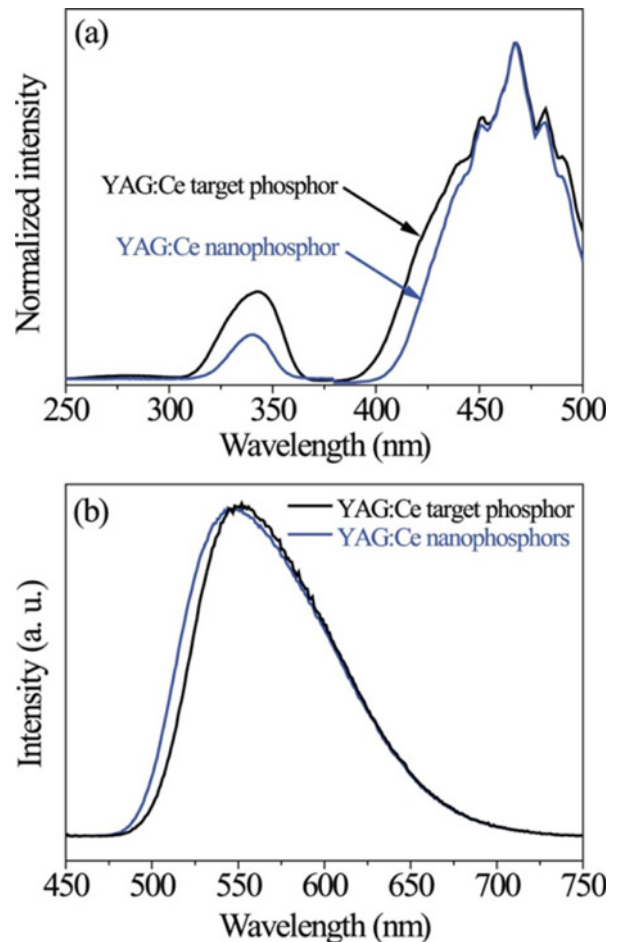 (a)
Normalized intensity
YAG:Ce target phosphor
YAG:Ce nanophosphor
250 300 350 400 450 500
Wavelength (nm)
(b)
YAG:Ce target phosphor
YAG:Ce nanophosphors
Intensity (a. u.)
450 500 550 600 650 700 750
Wavelength (nm)